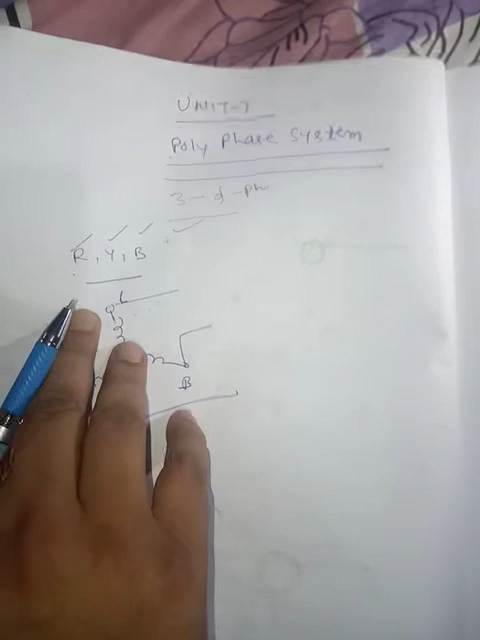 UNIT-7
Poly Phase System
3-ɸ-Ph
R, Y, B
B